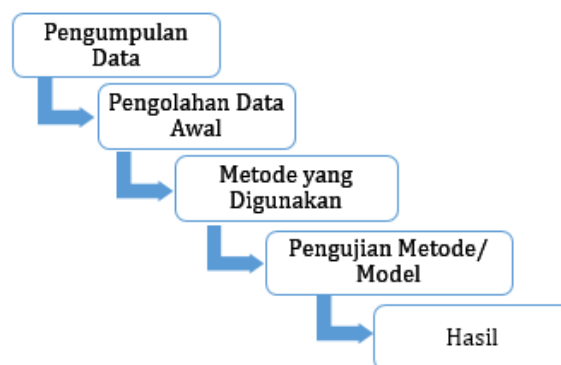 Pengumpulan
Data
Pengolahan Data
Awal
Metode yang
Digunakan
Pengujian Metode/
Model
Hasil